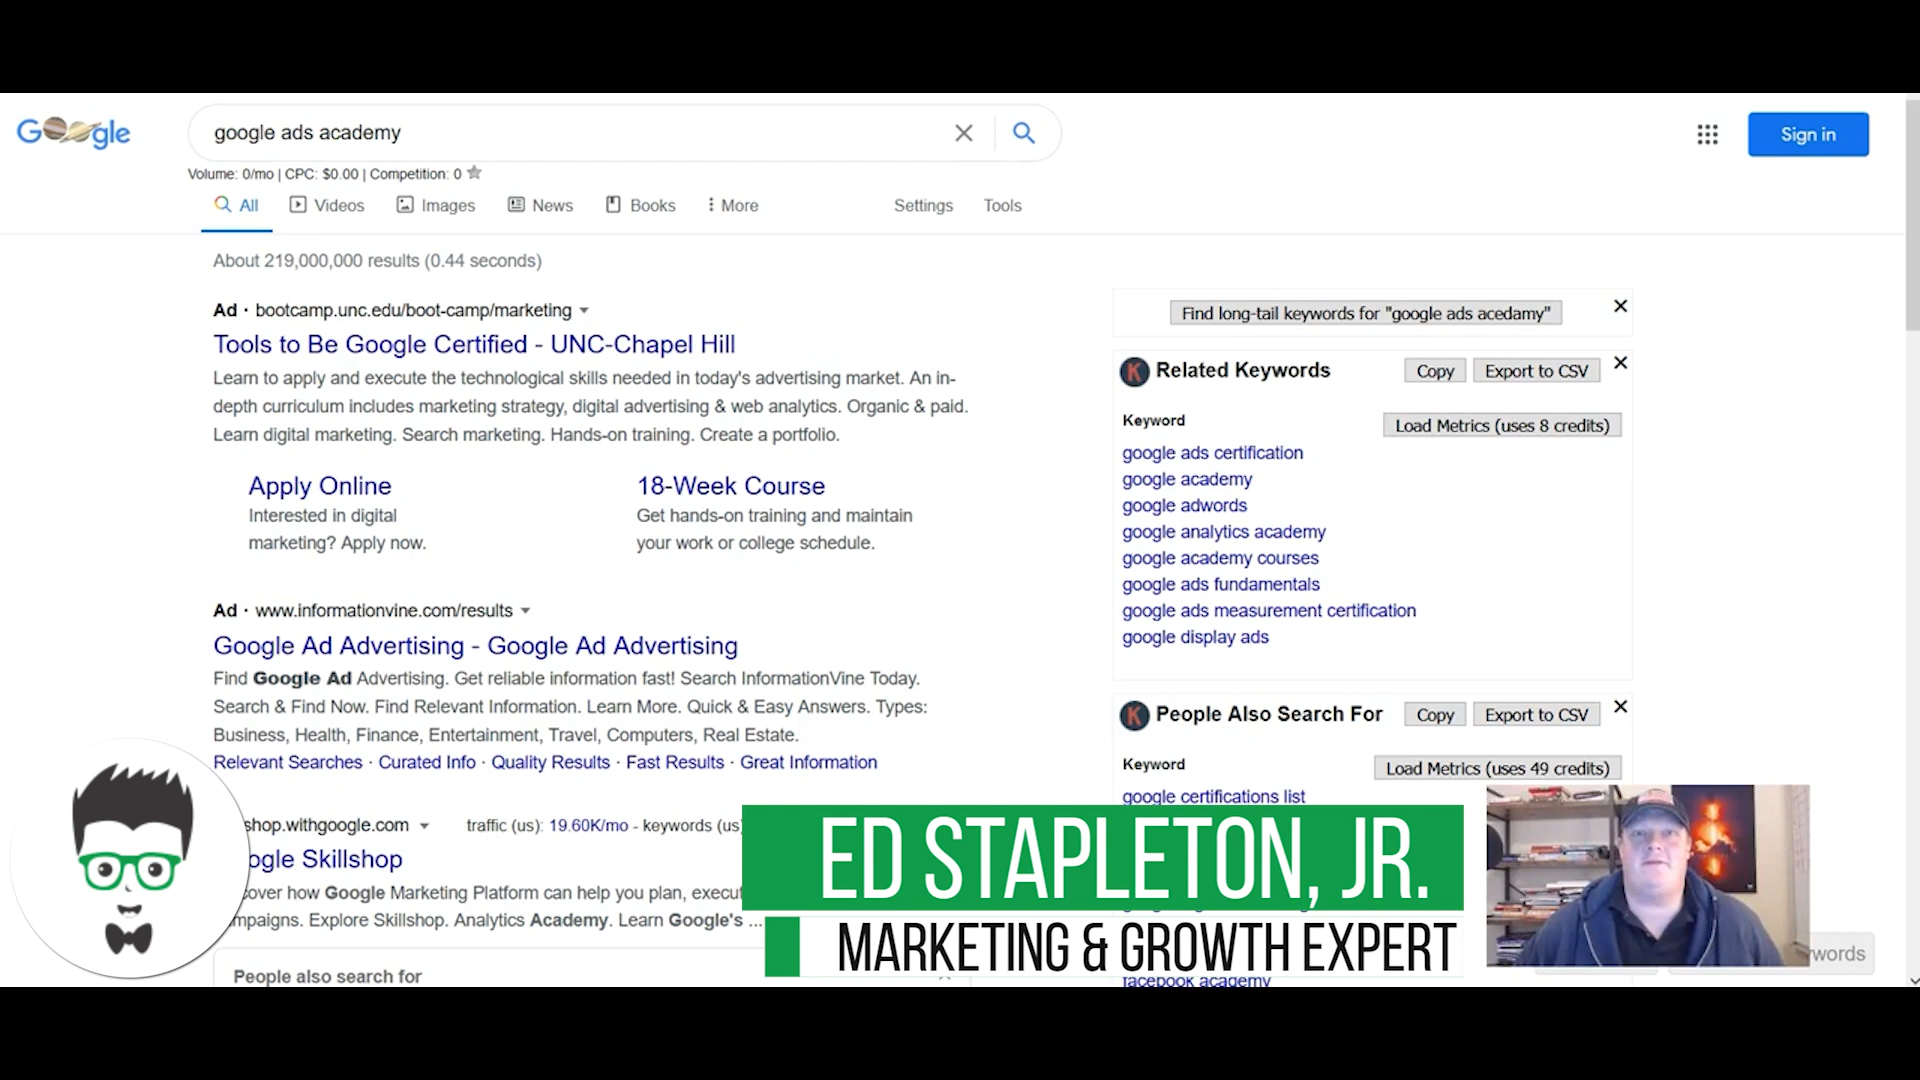 Google
google ads academy
Sign in
Volume: 0/mo | CPC: $0.00 | Competition: 0
All
Videos
Images
News
Books
More
Settings
Tools
About 219,000,000 results (0.44 seconds)
Ad · bootcamp.unc.edu/boot-camp/marketing
Tools to Be Google Certified - UNC-Chapel Hill
Learn to apply and execute the technological skills needed in today's advertising market. An in-
depth curriculum includes marketing strategy, digital advertising & web analytics. Organic & paid.
Learn digital marketing. Search marketing. Hands-on training. Create a portfolio.
Apply Online
Interested in digital
marketing? Apply now.
18-Week Course
Get hands-on training and maintain
your work or college schedule.
Ad · www.informationvine.com/results
Google Ad Advertising - Google Ad Advertising
Find Google Ad Advertising. Get reliable information fast! Search InformationVine Today.
Search & Find Now. Find Relevant Information. Learn More. Quick & Easy Answers. Types:
Business, Health, Finance, Entertainment, Travel, Computers, Real Estate.
Relevant Searches · Curated Info · Quality Results · Fast Results · Great Information
shop.withgoogle.com
traffic (us): 19.60K/mo - keywords (us)
ogle Skillshop
cover how Google Marketing Platform can help you plan, execut
mpaigns. Explore Skillshop. Analytics Academy. Learn Google's ...
People also search for
Find long-tail keywords for "google ads acedamy"
K Related Keywords
Copy
Export to CSV
Keyword
Load Metrics (uses 8 credits)
google ads certification
google academy
google adwords
google analytics academy
google academy courses
google ads fundamentals
google ads measurement certification
google display ads
K People Also Search For
Copy
Export to CSV
Keyword
Load Metrics (uses 49 credits)
google certifications list
facebook academy
ywords
ED STAPLETON, JR.
MARKETING & GROWTH EXPERT